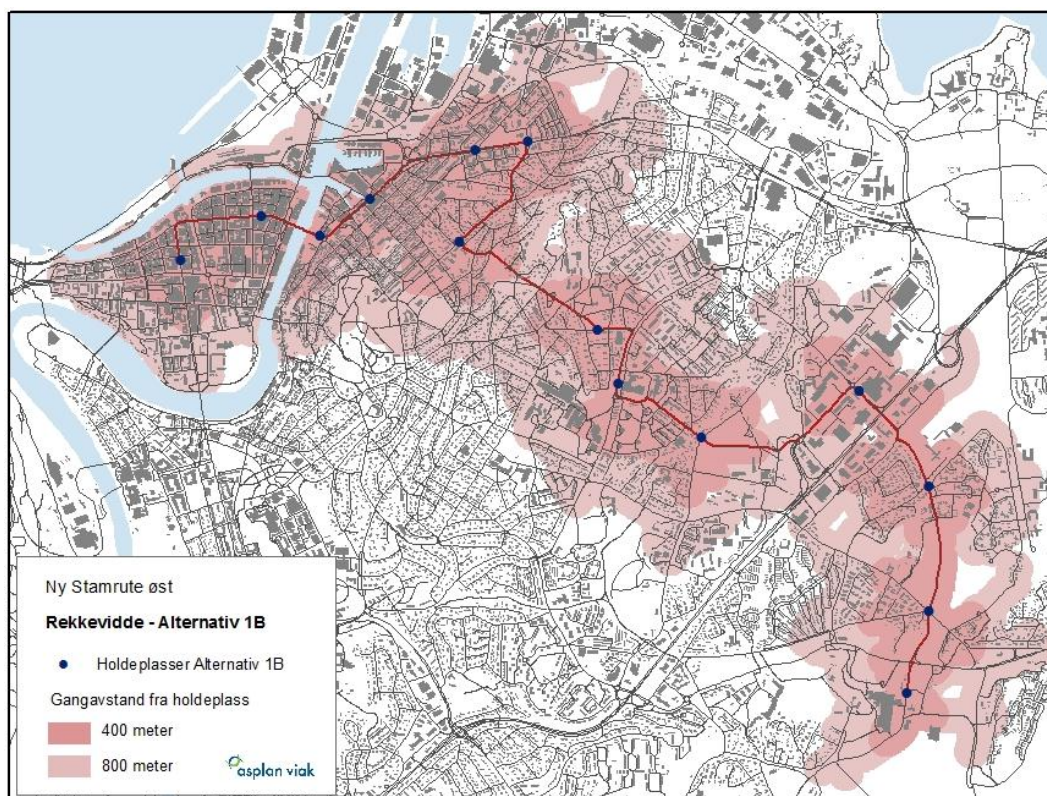 Ny Stamrute øst
Rekkevidde - Alternativ 1B
Holdeplasser Alternativ 1B
Gangavstand fra holdeplass
400 meter
800 meter
asplan viak